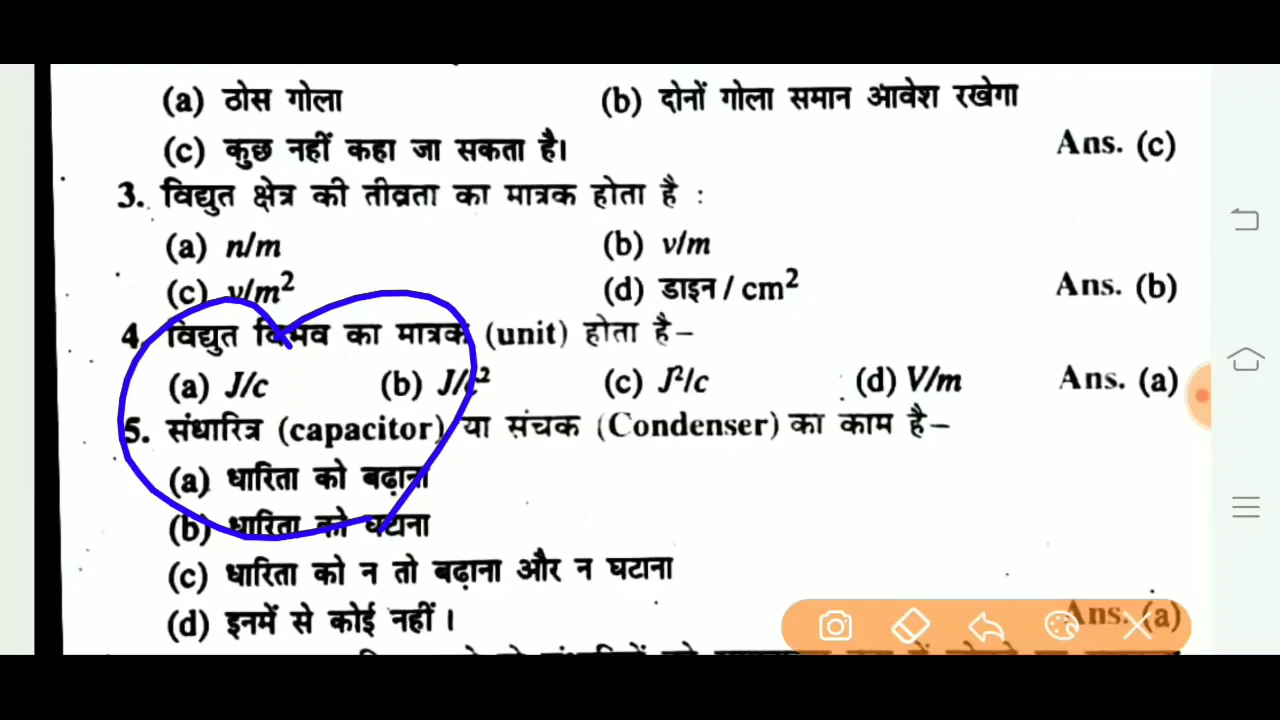 (a) ठोस गोला (b) दोनों गोला समान आवेश रखेगा
(c) कुछ नहीं कहा जा सकता है। Ans. (c)
3. विद्युत क्षेत्र की तीव्रता का मात्रक होता है :
(a) n/m (b) v/m
(c) v/m² (d) डाइन / cm² Ans. (b)
4. विद्युत विभव का मात्रक (unit) होता है–
(a) J/c (b) J/c² (c) J²/c (d) V/m Ans. (a)
5. संधारित्र (capacitor) या संचक (Condenser) का काम है–
(a) धारिता को बढ़ाना
(b) धारिता को घटाना
(c) धारिता को न तो बढ़ाना और न घटाना
(d) इनमें से कोई नहीं । Ans. (a)